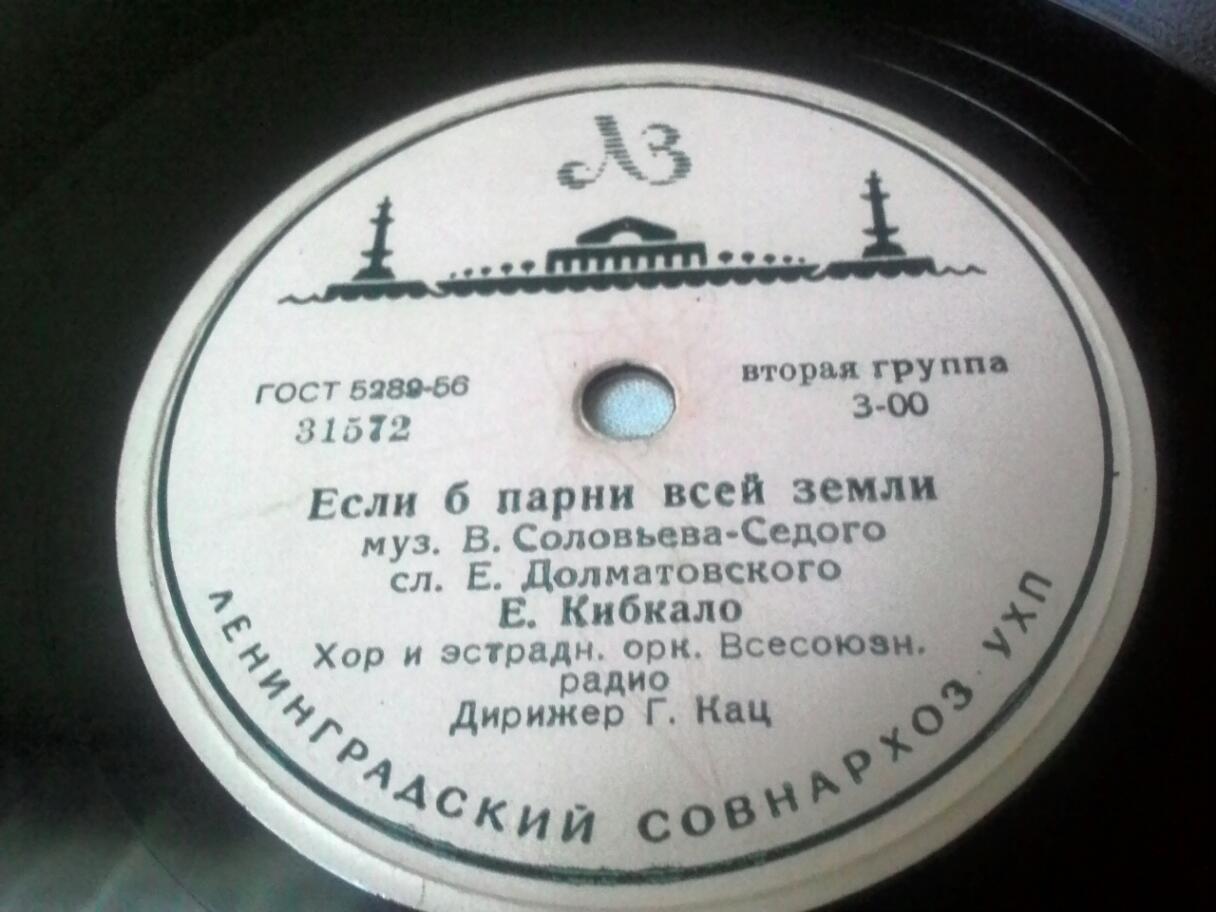 ЛЗ
ГОСТ 5289-56
31572
вторая группа
3-00
Если б парни всей земли
муз. В. Соловьева-Седого
сл. Е. Долматовского
Е. Кибкало
Хор и эстрадн. орк. Всесоюзн.
радио
Дирижер Г. Кац
ЛЕНИНГРАДСКИЙ СОВНАРХОЗ УХП